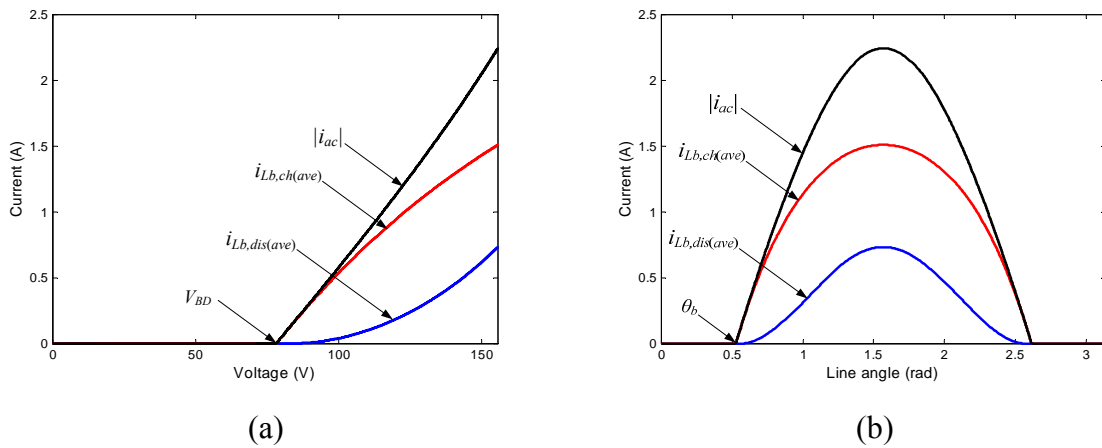 2.5
2
1.5
1
0.5
0
Current (A)
|iac|
iLb,ch(ave)
iLb,dis(ave)
VBD
0
50
100
150
Voltage (V)
(a)
2.5
2
1.5
1
0.5
0
Current (A)
|iac|
iLb,ch(ave)
iLb,dis(ave)
θb
0
0.5
1
1.5
2
2.5
3
Line angle (rad)
(b)